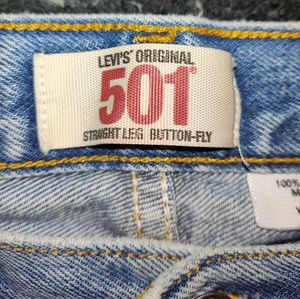 LEVI'S® ORIGINAL
501®
STRAIGHT LEG BUTTON-FLY
100%